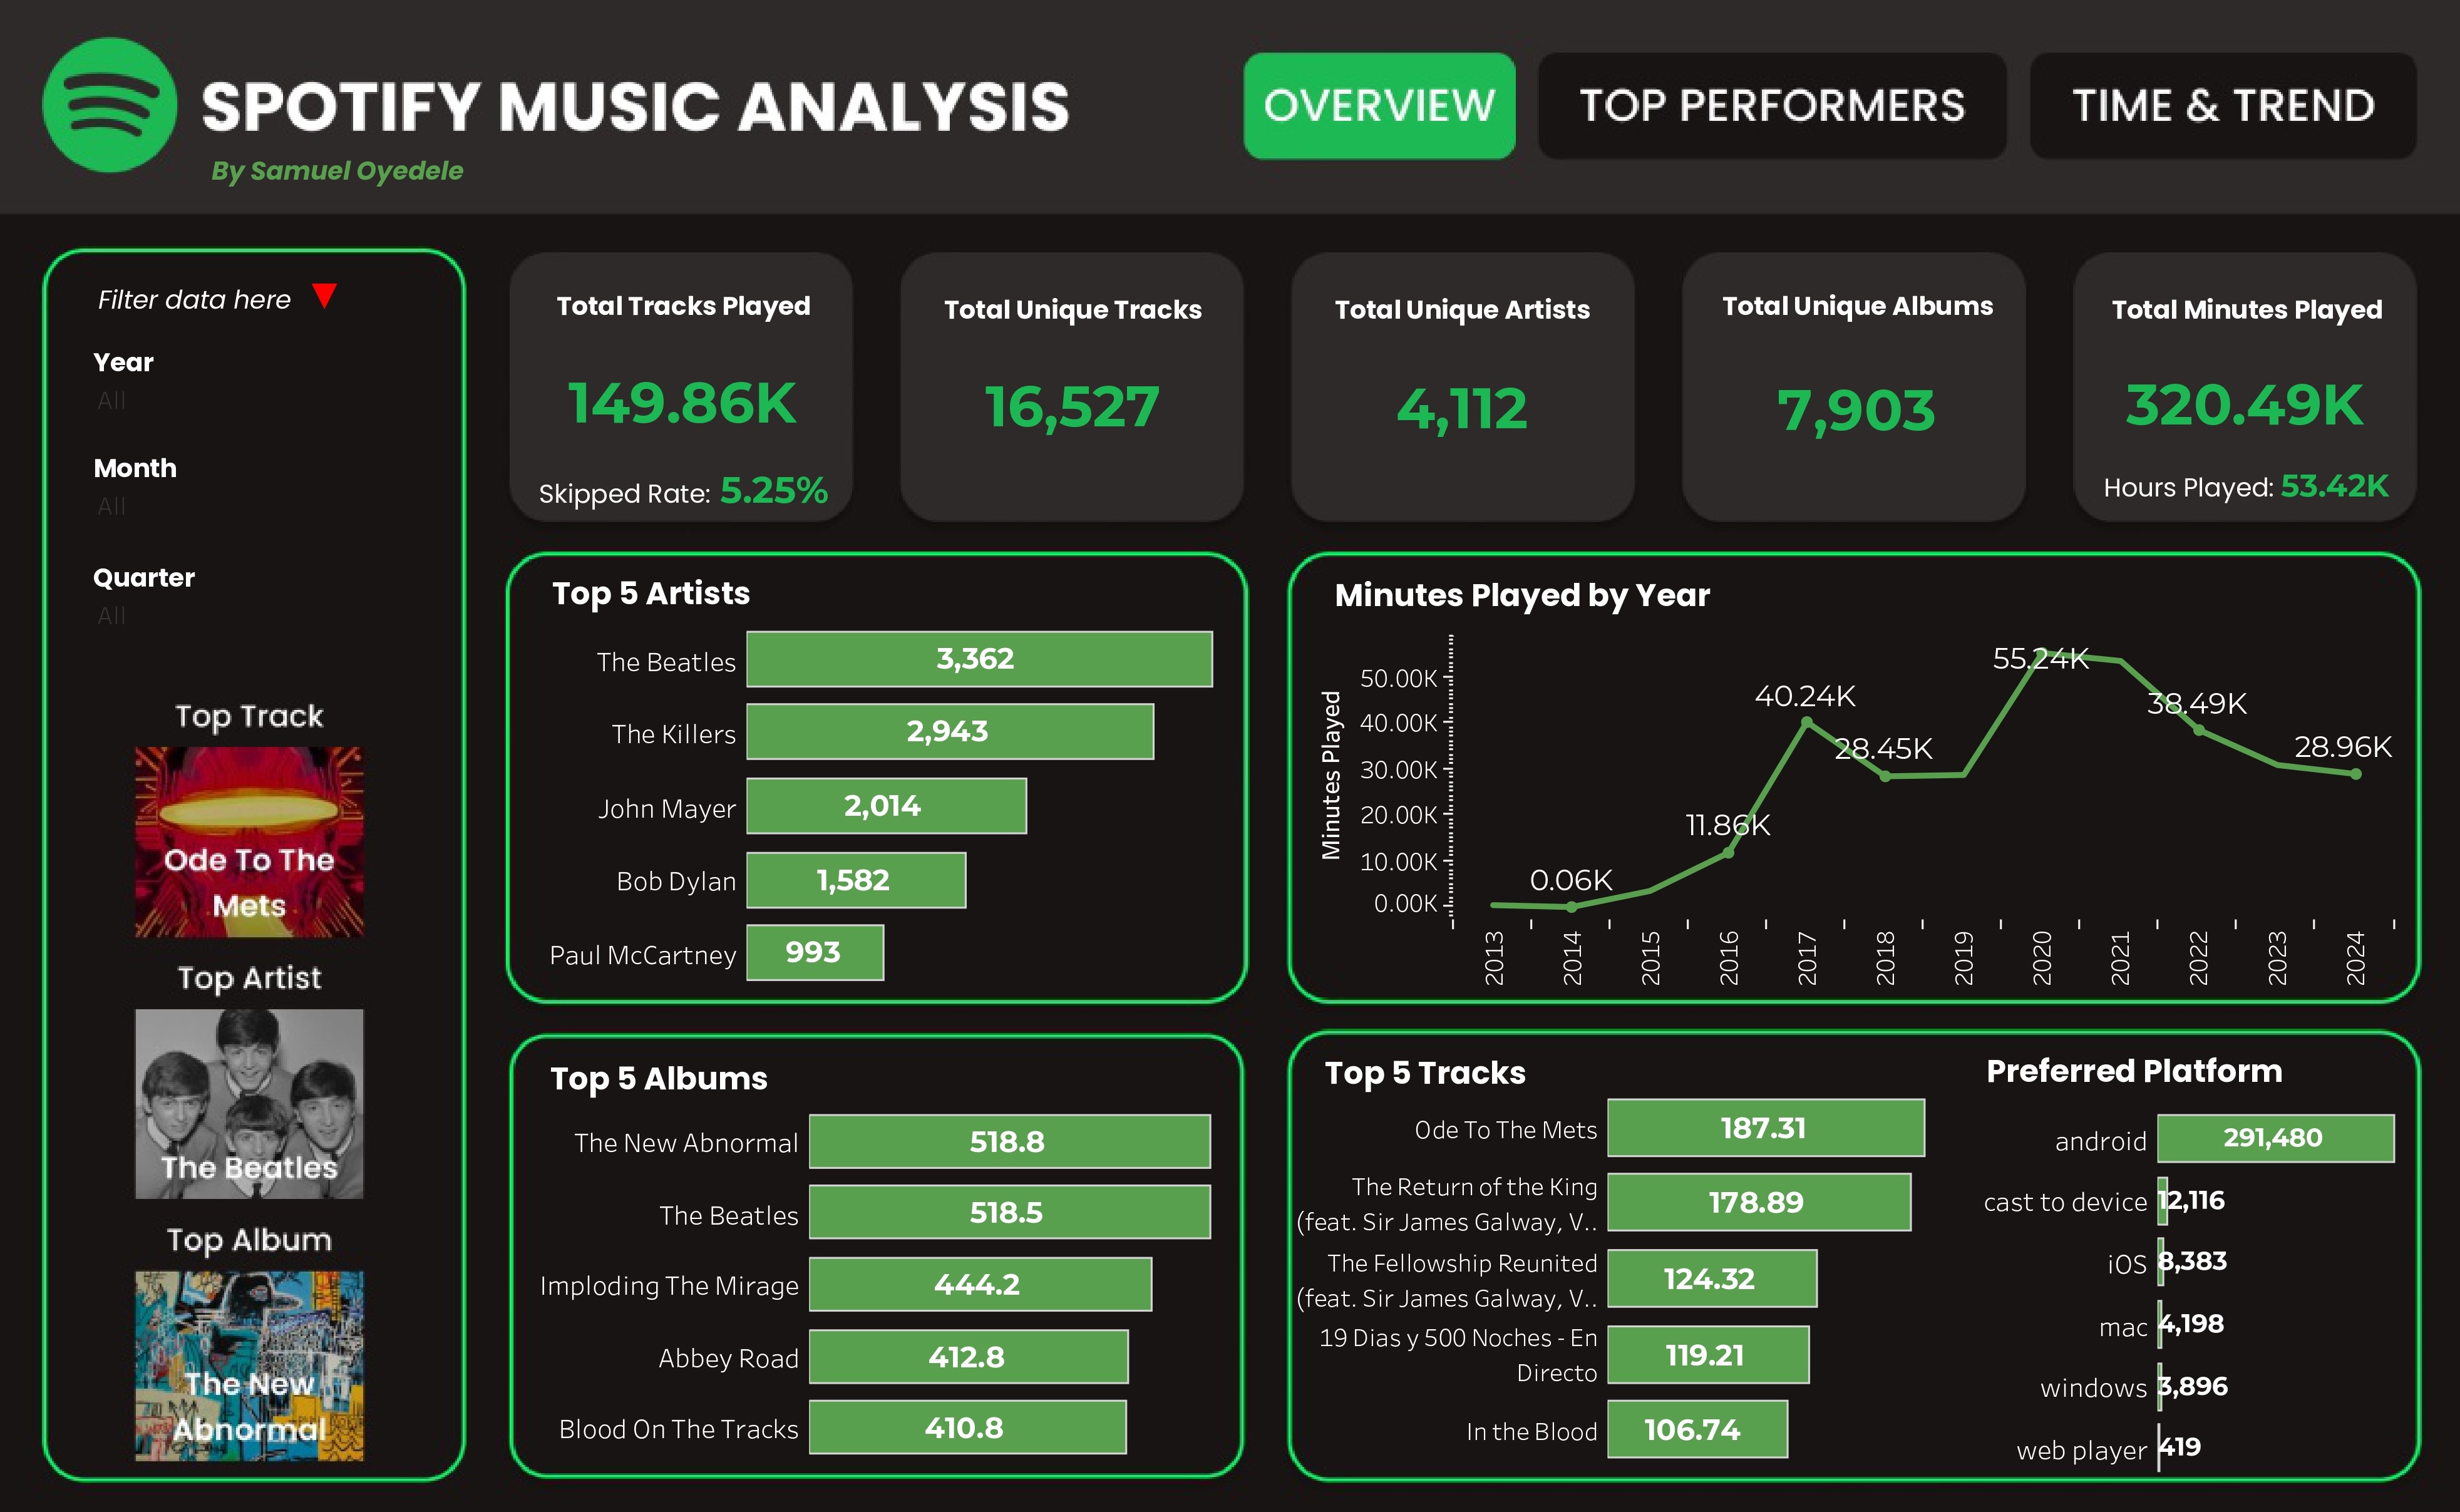 SPOTIFY MUSIC ANALYSIS
By Samuel Oyedele
OVERVIEW
TOP PERFORMERS
TIME & TREND
Filter data here
Year
All
Month
All
Quarter
All
Top Track
Ode To The
Mets
Top Artist
The Beatles
Top Album
The New
Abnormal
Total Tracks Played
149.86K
Skipped Rate: 5.25%
Total Unique Tracks
16,527
Total Unique Artists
4,112
Total Unique Albums
7,903
Total Minutes Played
320.49K
Hours Played: 53.42K
Top 5 Artists
The Beatles 3,362
The Killers 2,943
John Mayer 2,014
Bob Dylan 1,582
Paul McCartney 993
Minutes Played by Year
Minutes Played
50.00K
40.00K
30.00K
20.00K
10.00K
0.00K
0.06K
11.86K
40.24K
28.45K
55.24K
38.49K
28.96K
2013
2014
2015
2016
2017
2018
2019
2020
2021
2022
2023
2024
Top 5 Albums
The New Abnormal 518.8
The Beatles 518.5
Imploding The Mirage 444.2
Abbey Road 412.8
Blood On The Tracks 410.8
Top 5 Tracks
Ode To The Mets 187.31
The Return of the King
(feat. Sir James Galway, V.. 178.89
The Fellowship Reunited
(feat. Sir James Galway, V.. 124.32
19 Dias y 500 Noches - En
Directo 119.21
In the Blood 106.74
Preferred Platform
android 291,480
cast to device 12,116
iOS 8,383
mac 4,198
windows 3,896
web player 419